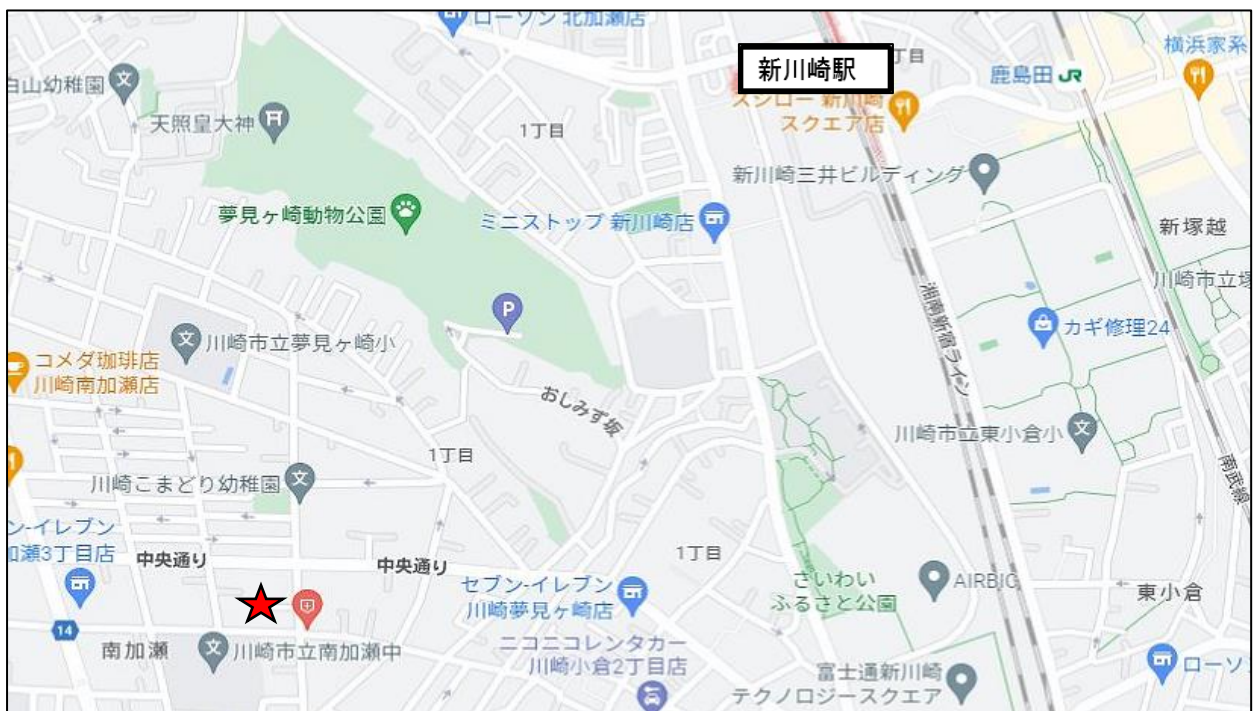 ローソン 北加瀬店
新川崎駅
丁目
横浜家系
鹿島田 JR
白山幼稚園
天照皇大神
スシロー 新川崎
スクエア店
1丁目
新川崎三井ビルディング
夢見ヶ崎動物公園
ミニストップ 新川崎店
新塚越
川崎市立塚
P
湘南新宿ライン
カギ修理24
川崎市立夢見ヶ崎小
コメダ珈琲店
川崎南加瀬店
おしみず坂
川崎市立東小倉小
1丁目
南武線
川崎こまどり幼稚園
ン-イレブン
加瀬3丁目店
中央通り
中央通り
1丁目
セブン-イレブン
川崎夢見ヶ崎店
さいわい
ふるさと公園
AIRBIC
東小倉
14
南加瀬
川崎市立南加瀬中
ニコニコレンタカー
川崎小倉2丁目店
富士通新川崎
テクノロジースクエア
ローソ
文
文
文
文
文